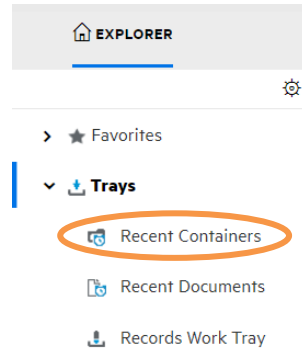 EXPLORER
Favorites
Trays
Recent Containers
Recent Documents
Records Work Tray